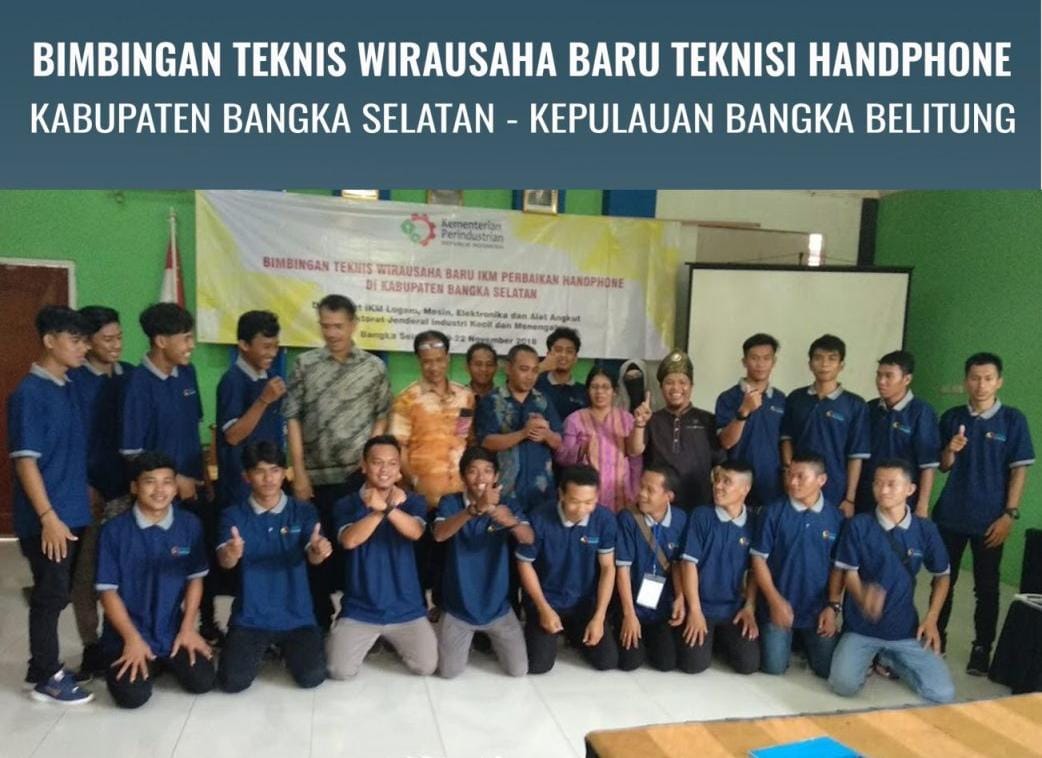 BIMBINGAN TEKNIS WIRAUSAHA BARU TEKNISI HANDPHONE
KABUPATEN BANGKA SELATAN - KEPULAUAN BANGKA BELITUNG
Kementerian
Perindustrian
REPUBLIK INDONESIA
BIMBINGAN TEKNIS WIRAUSAHA BARU IKM PERBAIKAN HANDPHONE
DI KABUPATEN BANGKA SELATAN
IKM Logam, Mesin, Elektronika dan Alat Angkut
Jenderal Industri Kecil dan Menengah
Bangka 22 November 2018